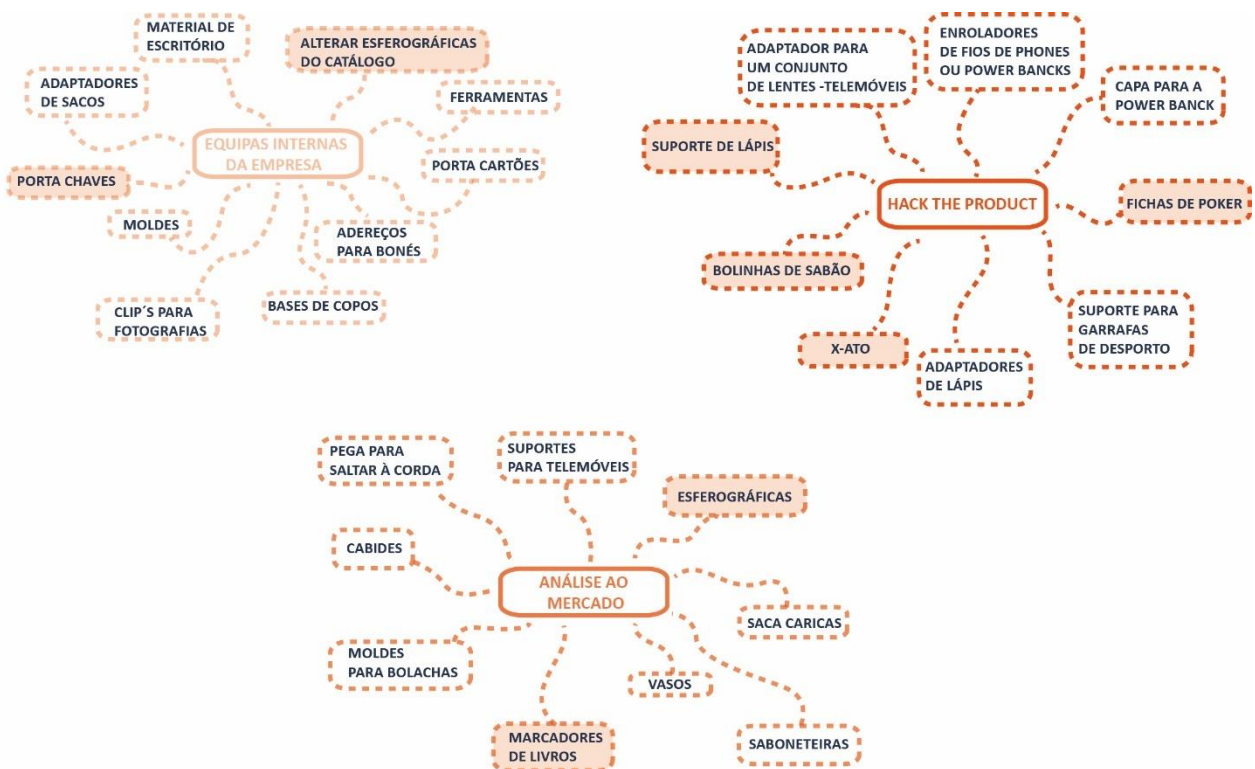 MATERIAL DE
ESCRITÓRIO
ALTERAR ESFEROGRÁFICAS
DO CATÁLOGO
ADAPTADORES
DE SACOS
FERRAMENTAS
EQUIPAS INTERNAS
DA EMPRESA
PORTA CARTÕES
PORTA CHAVES
MOLDES
ADEREÇOS
PARA BONÉS
CLIP´S PARA
FOTOGRAFIAS
BASES DE COPOS
ADAPTADOR PARA
UM CONJUNTO
DE LENTES -TELEMÓVEIS
ENROLADORES
DE FIOS DE PHONES
OU POWER BANCKS
CAPA PARA A
POWER BANCK
SUPORTE DE LÁPIS
HACK THE PRODUCT
FICHAS DE POKER
BOLINHAS DE SABÃO
SUPORTE PARA
GARRAFAS
DE DESPORTO
X-ATO
ADAPTADORES
DE LÁPIS
PEGA PARA
SALTAR À CORDA
SUPORTES
PARA TELEMÓVEIS
ESFEROGRÁFICAS
CABIDES
ANÁLISE AO
MERCADO
SACA CARICAS
MOLDES
PARA BOLACHAS
VASOS
MARCADORES
DE LIVROS
SABONETEIRAS